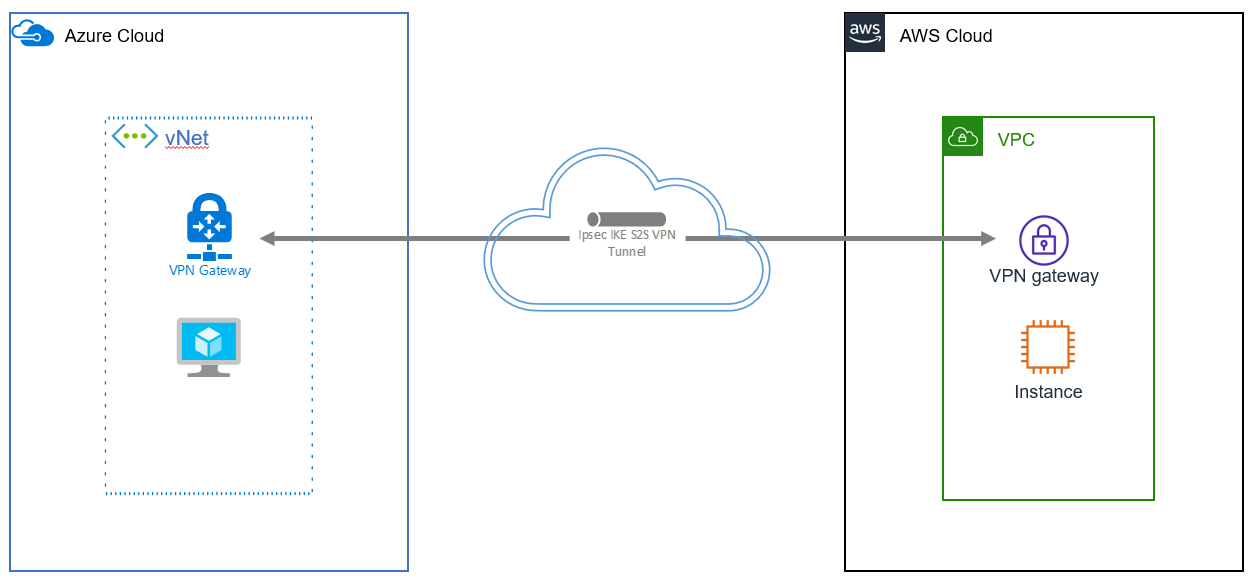 Azure Cloud
aws
AWS Cloud
vNet
VPC
Ipsec IKE S2S VPN
Tunnel
VPN Gateway
VPN gateway
Instance